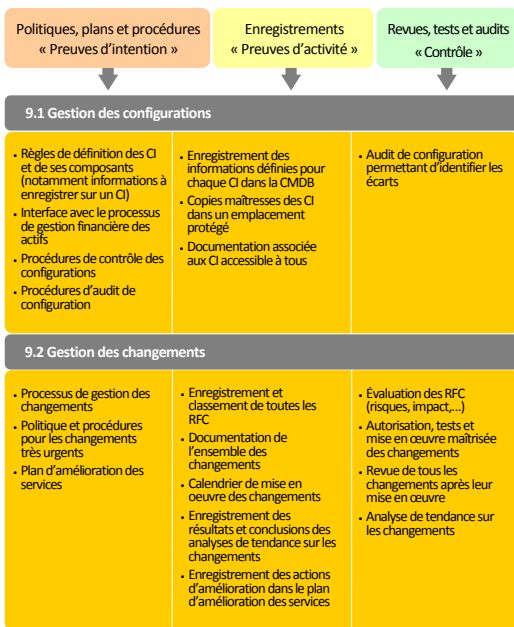 Politiques, plans et procédures
« Preuves d'intention »
Enregistrements
« Preuves d'activité »
Revues, tests et audits
« Contrôle »
9.1 Gestion des configurations
• Règles de définition des CI
et de ses composants
(notamment informations à
enregistrer sur un CI)
• Interface avec le processus
de gestion financière des
actifs
• Procédures de contrôle des
configurations
• Procédures d'audit de
configuration
• Enregistrement des
informations définies pour
chaque CI dans la CMDB
• Copies maîtresses des CI
dans un emplacement
protégé
• Documentation associée
aux CI accessible à tous
• Audit de configuration
permettant d'identifier les
écarts
9.2 Gestion des changements
• Processus de gestion des
changements
• Politique et procédures
pour les changements
très urgents
• Plan d'amélioration des
services
• Enregistrement et
classement de toutes les
RFC
• Documentation de
l'ensemble des
changements
• Calendrier de mise en
oeuvre des changements
• Enregistrement des
résultats et conclusions des
analyses de tendance sur les
changements
• Enregistrement des actions
d'amélioration dans le plan
d'amélioration des services
• Évaluation des RFC
(risques, impact,...)
• Autorisation, tests et
mise en œuvre maîtrisée
des changements
• Revue de tous les
changements après leur
mise en œuvre
• Analyse de tendance sur
les changements